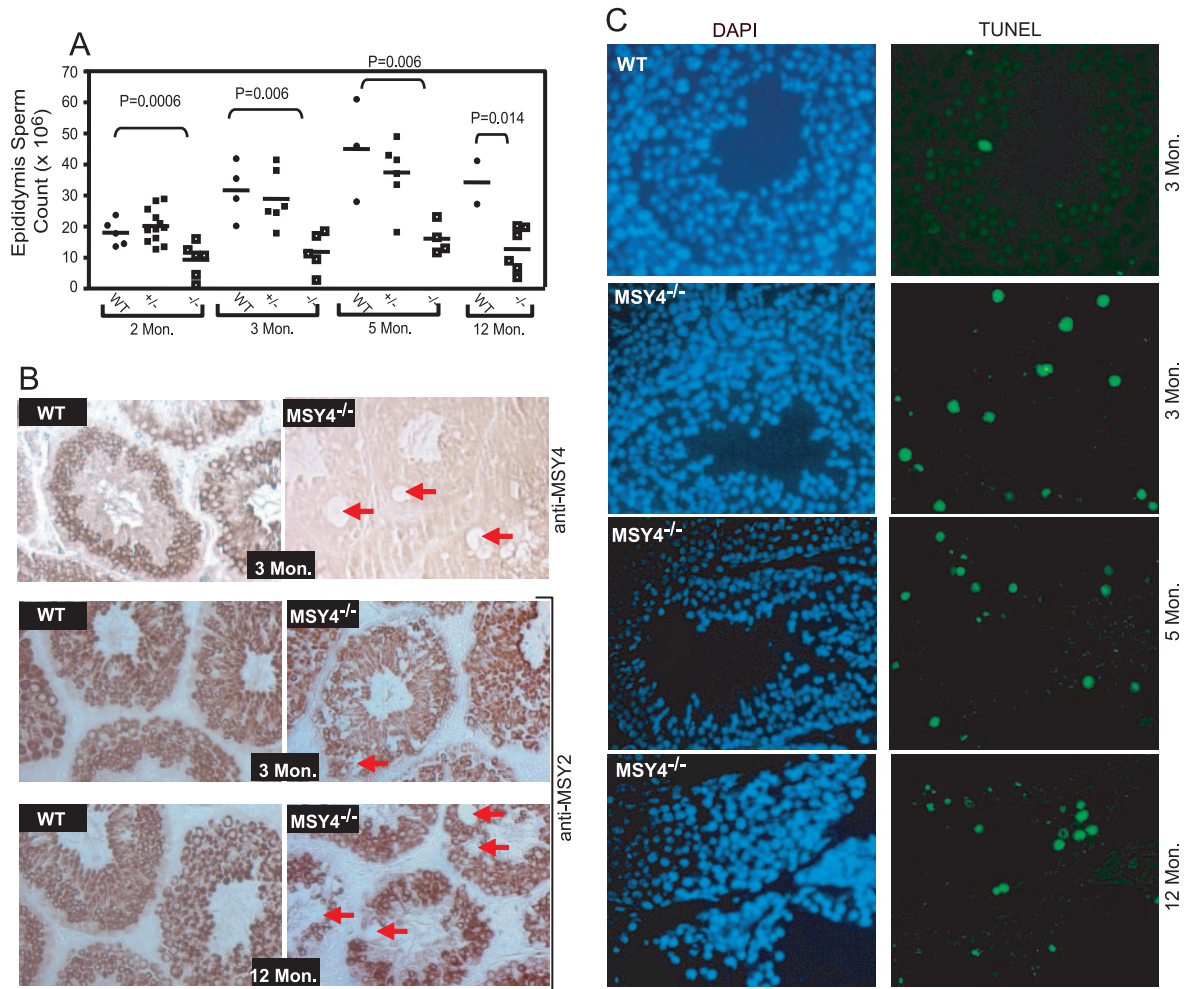 A
Epididymis Sperm
Count (x 10⁶)
70
60
50
40
30
20
10
0
P=0.0006
P=0.006
P=0.006
P=0.014
WT
+/-
-/-
WT
+/-
-/-
WT
+/-
-/-
WT
-/-
2 Mon.
3 Mon.
5 Mon.
12 Mon.
B
WT
MSY4-/-
3 Mon.
anti-MSY4
WT
MSY4-/-
3 Mon.
WT
MSY4-/-
12 Mon.
anti-MSY2
C
DAPI
TUNEL
WT
3 Mon.
MSY4-/-
3 Mon.
MSY4-/-
5 Mon.
MSY4-/-
12 Mon.